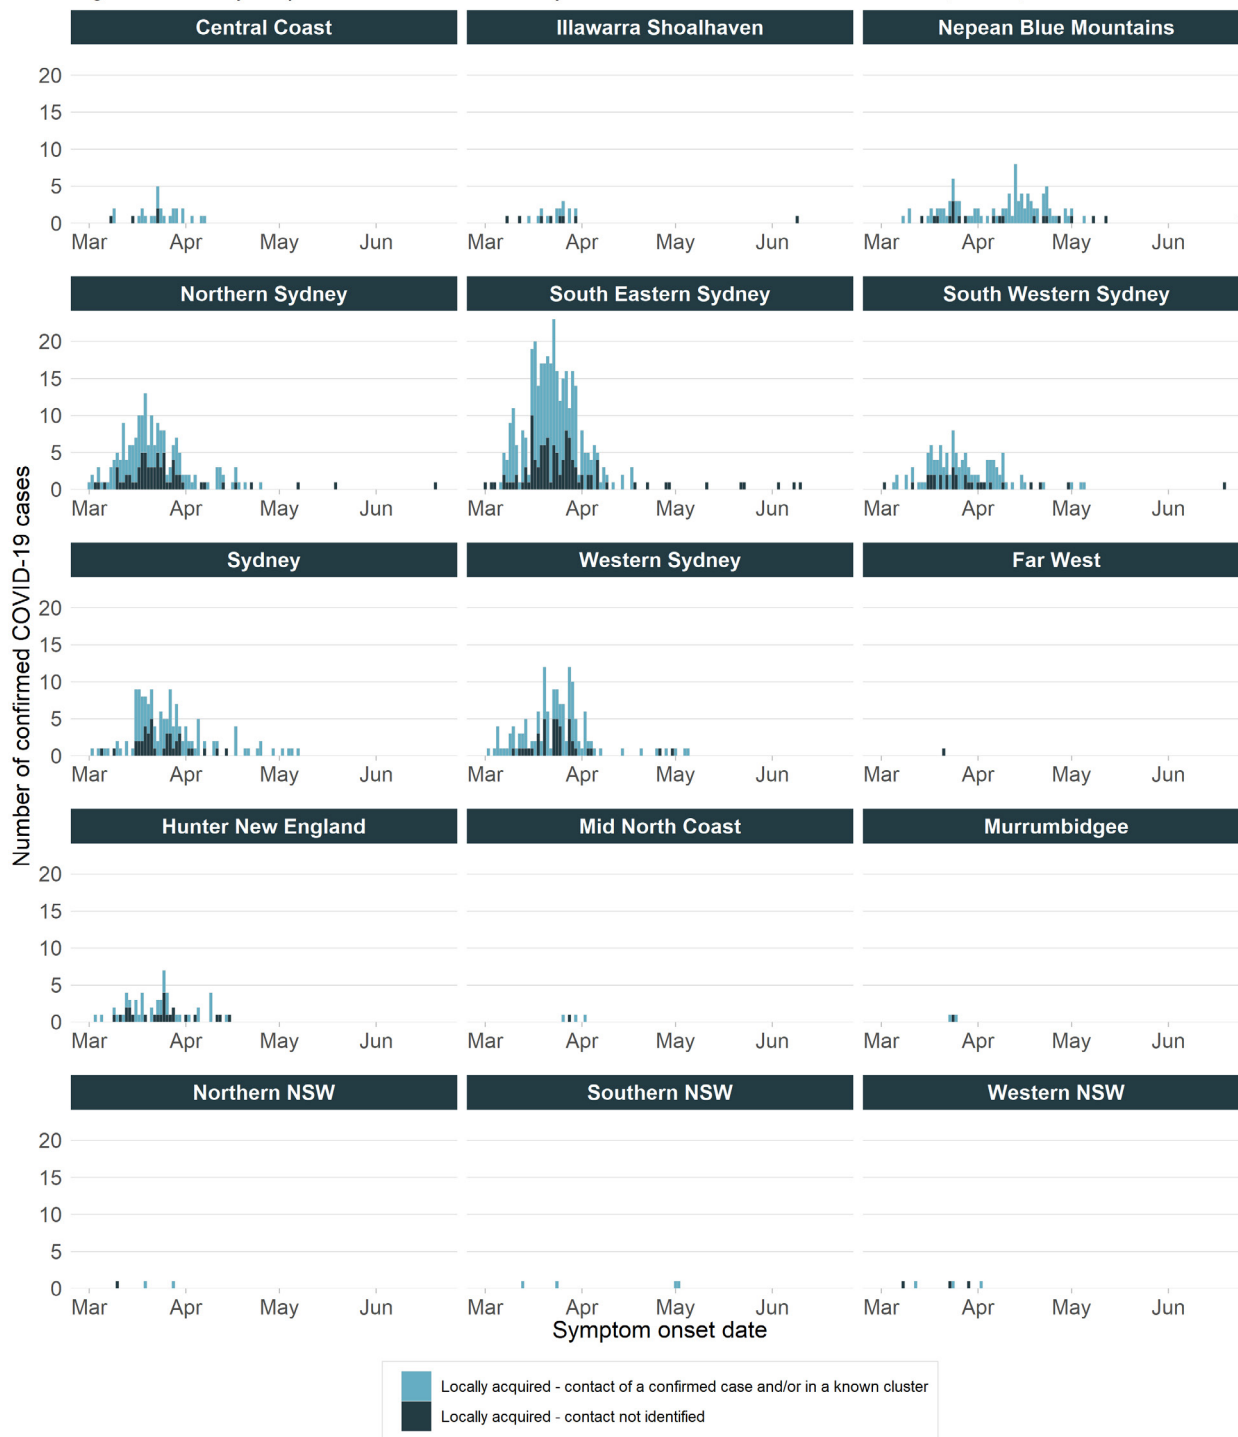 Central Coast
Illawarra Shoalhaven
Nepean Blue Mountains
20
15
10
5
0
Mar Apr May Jun
Mar Apr May Jun
Mar Apr May Jun
Northern Sydney
South Eastern Sydney
South Western Sydney
20
15
10
5
0
Mar Apr May Jun
Mar Apr May Jun
Mar Apr May Jun
Number of confirmed COVID-19 cases
Sydney
Western Sydney
Far West
20
15
10
5
0
Mar Apr May Jun
Mar Apr May Jun
Mar Apr May Jun
Hunter New England
Mid North Coast
Murrumbidgee
20
15
10
5
0
Mar Apr May Jun
Mar Apr May Jun
Mar Apr May Jun
Northern NSW
Southern NSW
Western NSW
20
15
10
5
0
Mar Apr May Jun
Mar Apr May Jun
Mar Apr May Jun
Symptom onset date
Locally acquired - contact of a confirmed case and/or in a known cluster
Locally acquired - contact not identified